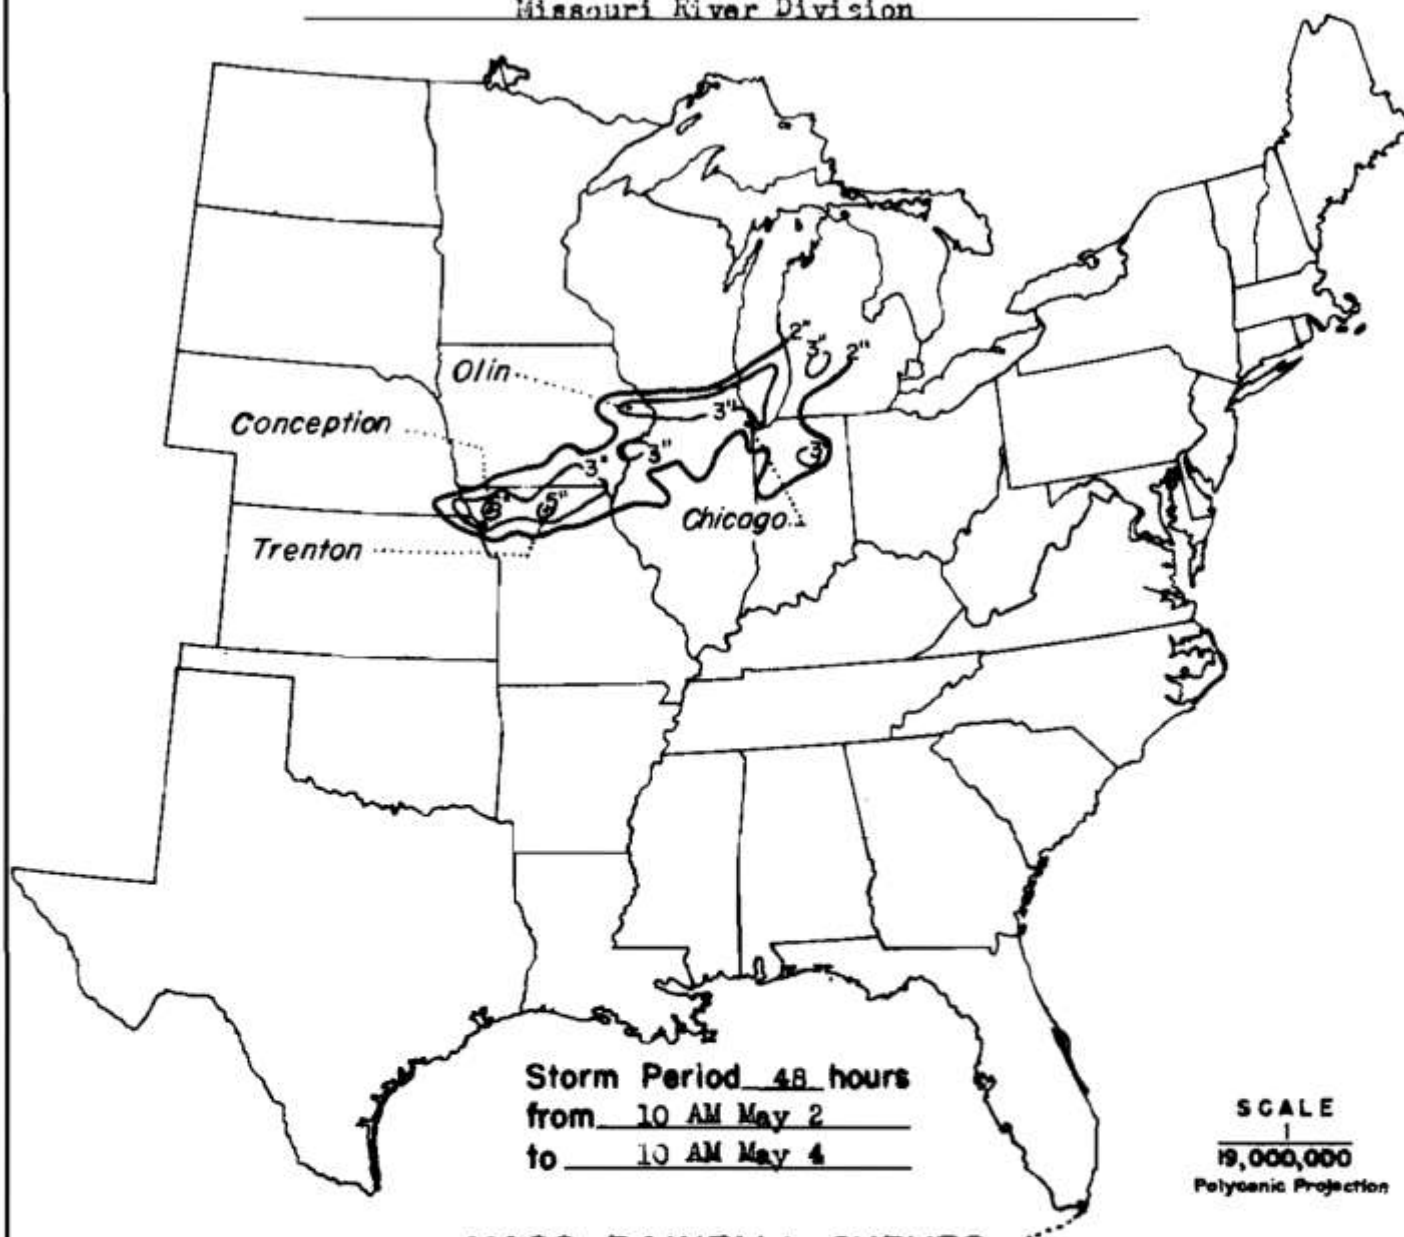 Missouri River Division
2"
3"
2"
Olin
3"
Conception
3"
3"
3
5"
Chicago
Trenton
Storm Period 48 hours
from 10 AM May 2
to 10 AM May 4
SCALE
1
19,000,000
Polyconic Projection